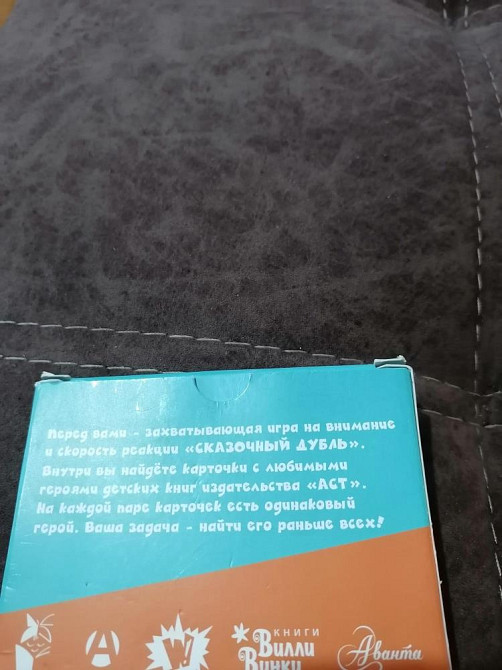 Перед вами - захватывающая игра на внимание
и скорость реакции «СКАЗОЧНЫЙ ДУБЛЬ».
Внутри вы найдёте карточки с любимыми
героями детских книг издательства «АСТ».
На каждой паре карточек есть одинаковый
герой. Ваша задача - найти его раньше всех!
КНИГИ
Вилли
Винки
Аванта